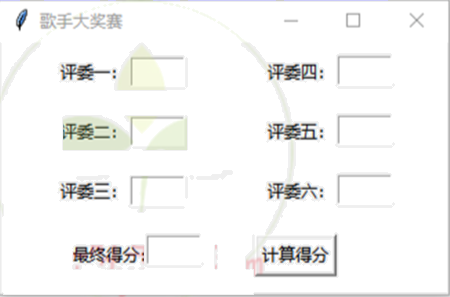 歌手大奖赛
评委一： 评委四：
评委二： 评委五：
评委三： 评委六：
最终得分: 计算得分